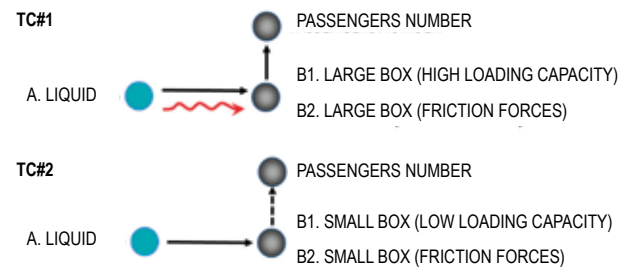 TC#1
PASSENGERS NUMBER
B1. LARGE BOX (HIGH LOADING CAPACITY)
A. LIQUID
B2. LARGE BOX (FRICTION FORCES)
TC#2
PASSENGERS NUMBER
B1. SMALL BOX (LOW LOADING CAPACITY)
A. LIQUID
B2. SMALL BOX (FRICTION FORCES)